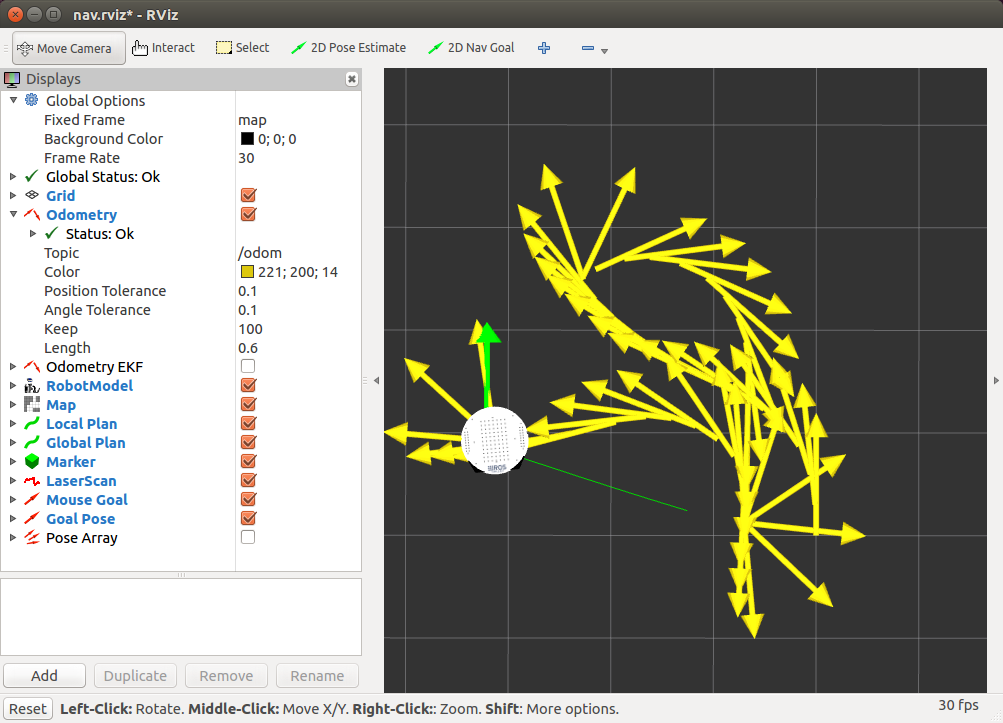 nav.rviz* - RViz
Move Camera Interact Select 2D Pose Estimate 2D Nav Goal
Displays
Global Options
Fixed Frame map
Background Color 0; 0; 0
Frame Rate 30
Global Status: Ok
Grid
Odometry
Status: Ok
Topic /odom
Color 221; 200; 14
Position Tolerance 0.1
Angle Tolerance 0.1
Keep 100
Length 0.6
Odometry EKF
RobotModel
Map
Local Plan
Global Plan
Marker
LaserScan
Mouse Goal
Goal Pose
Pose Array
Add Duplicate Remove Rename
Reset Left-Click: Rotate. Middle-Click: Move X/Y. Right-Click:: Zoom. Shift: More options. 30 fps